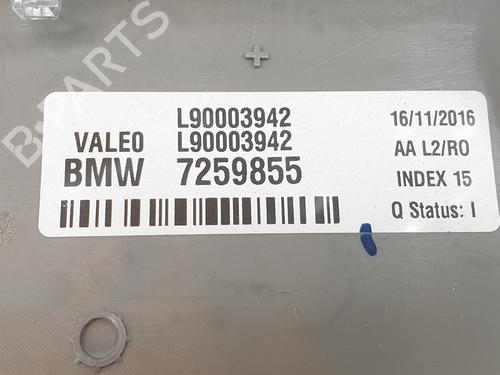 B-PARTS
L90003942
VALEO L90003942
BMW 7259855
16/11/2016
AA L2/RO
INDEX 15
Q Status: I